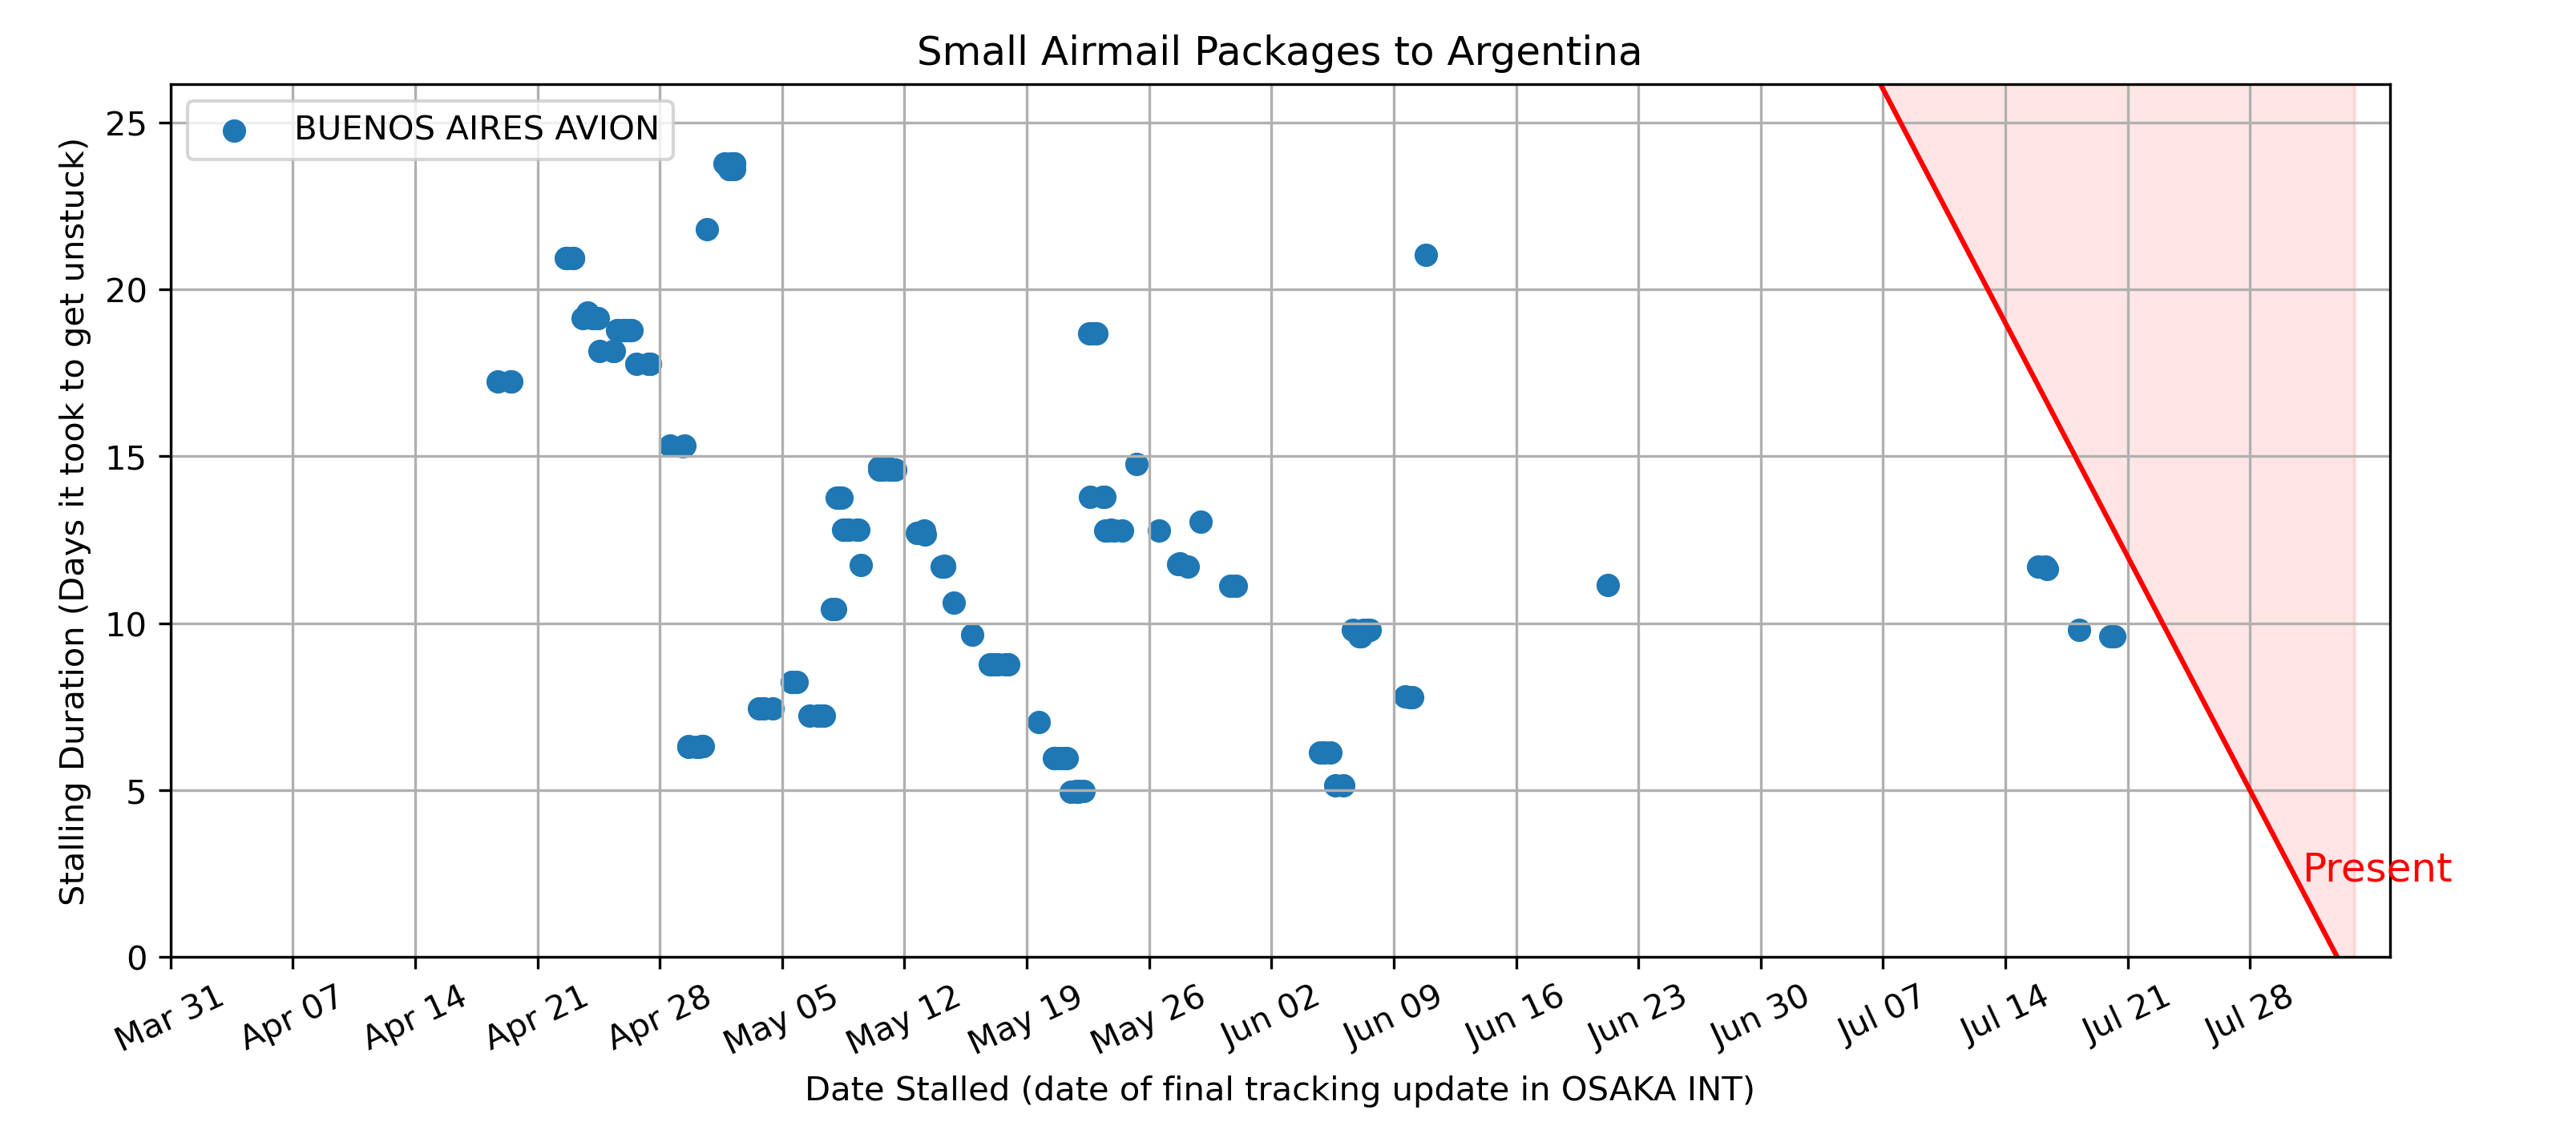 Small Airmail Packages to Argentina
BUENOS AIRES AVION
Stalling Duration (Days it took to get unstuck)
25
20
15
10
5
0
Present
Mar 31 Apr 07 Apr 14 Apr 21 Apr 28 May 05 May 12 May 19 May 26 Jun 02 Jun 09 Jun 16 Jun 23 Jun 30 Jul 07 Jul 14 Jul 21 Jul 28
Date Stalled (date of final tracking update in OSAKA INT)